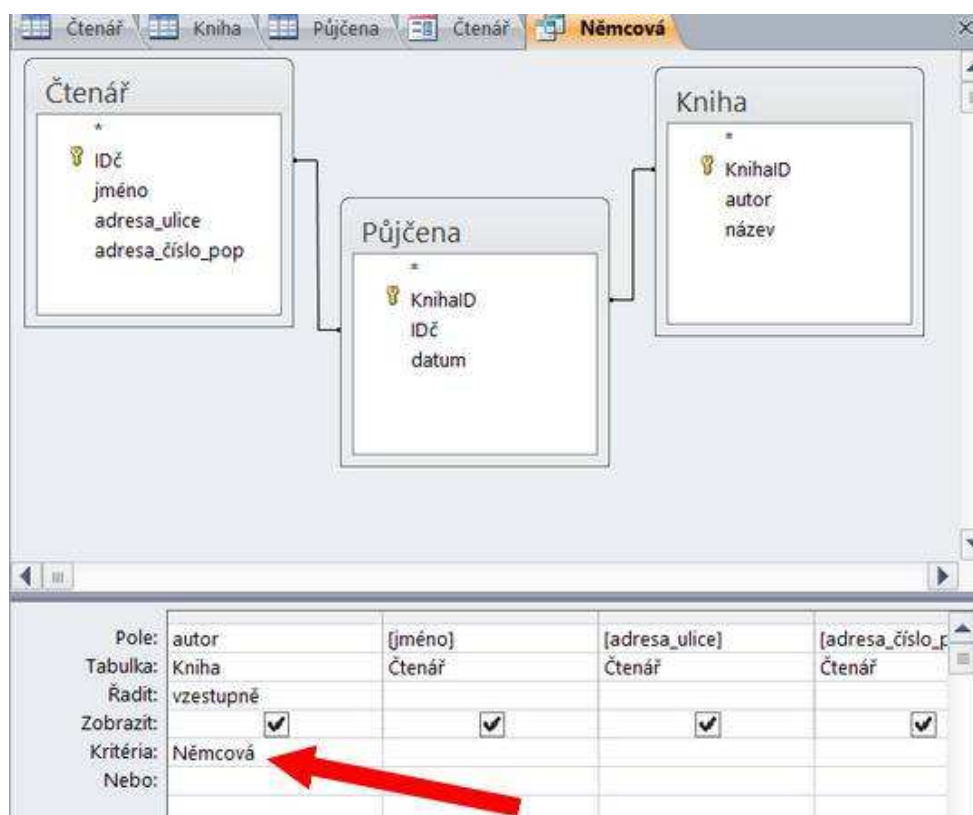 Čtenář Kniha Půjčena Čtenář Němcová
Čtenář
*
IDč
jméno
adresa_ulice
adresa_číslo_pop
Půjčena
*
KnihaID
IDč
datum
Kniha
*
KnihaID
autor
název
Pole: autor [jméno] [adresa_ulice] [adresa_číslo_p
Tabulka: Kniha Čtenář Čtenář Čtenář
Řadit: vzestupně
Zobrazit:
Kritéria: Němcová
Nebo: